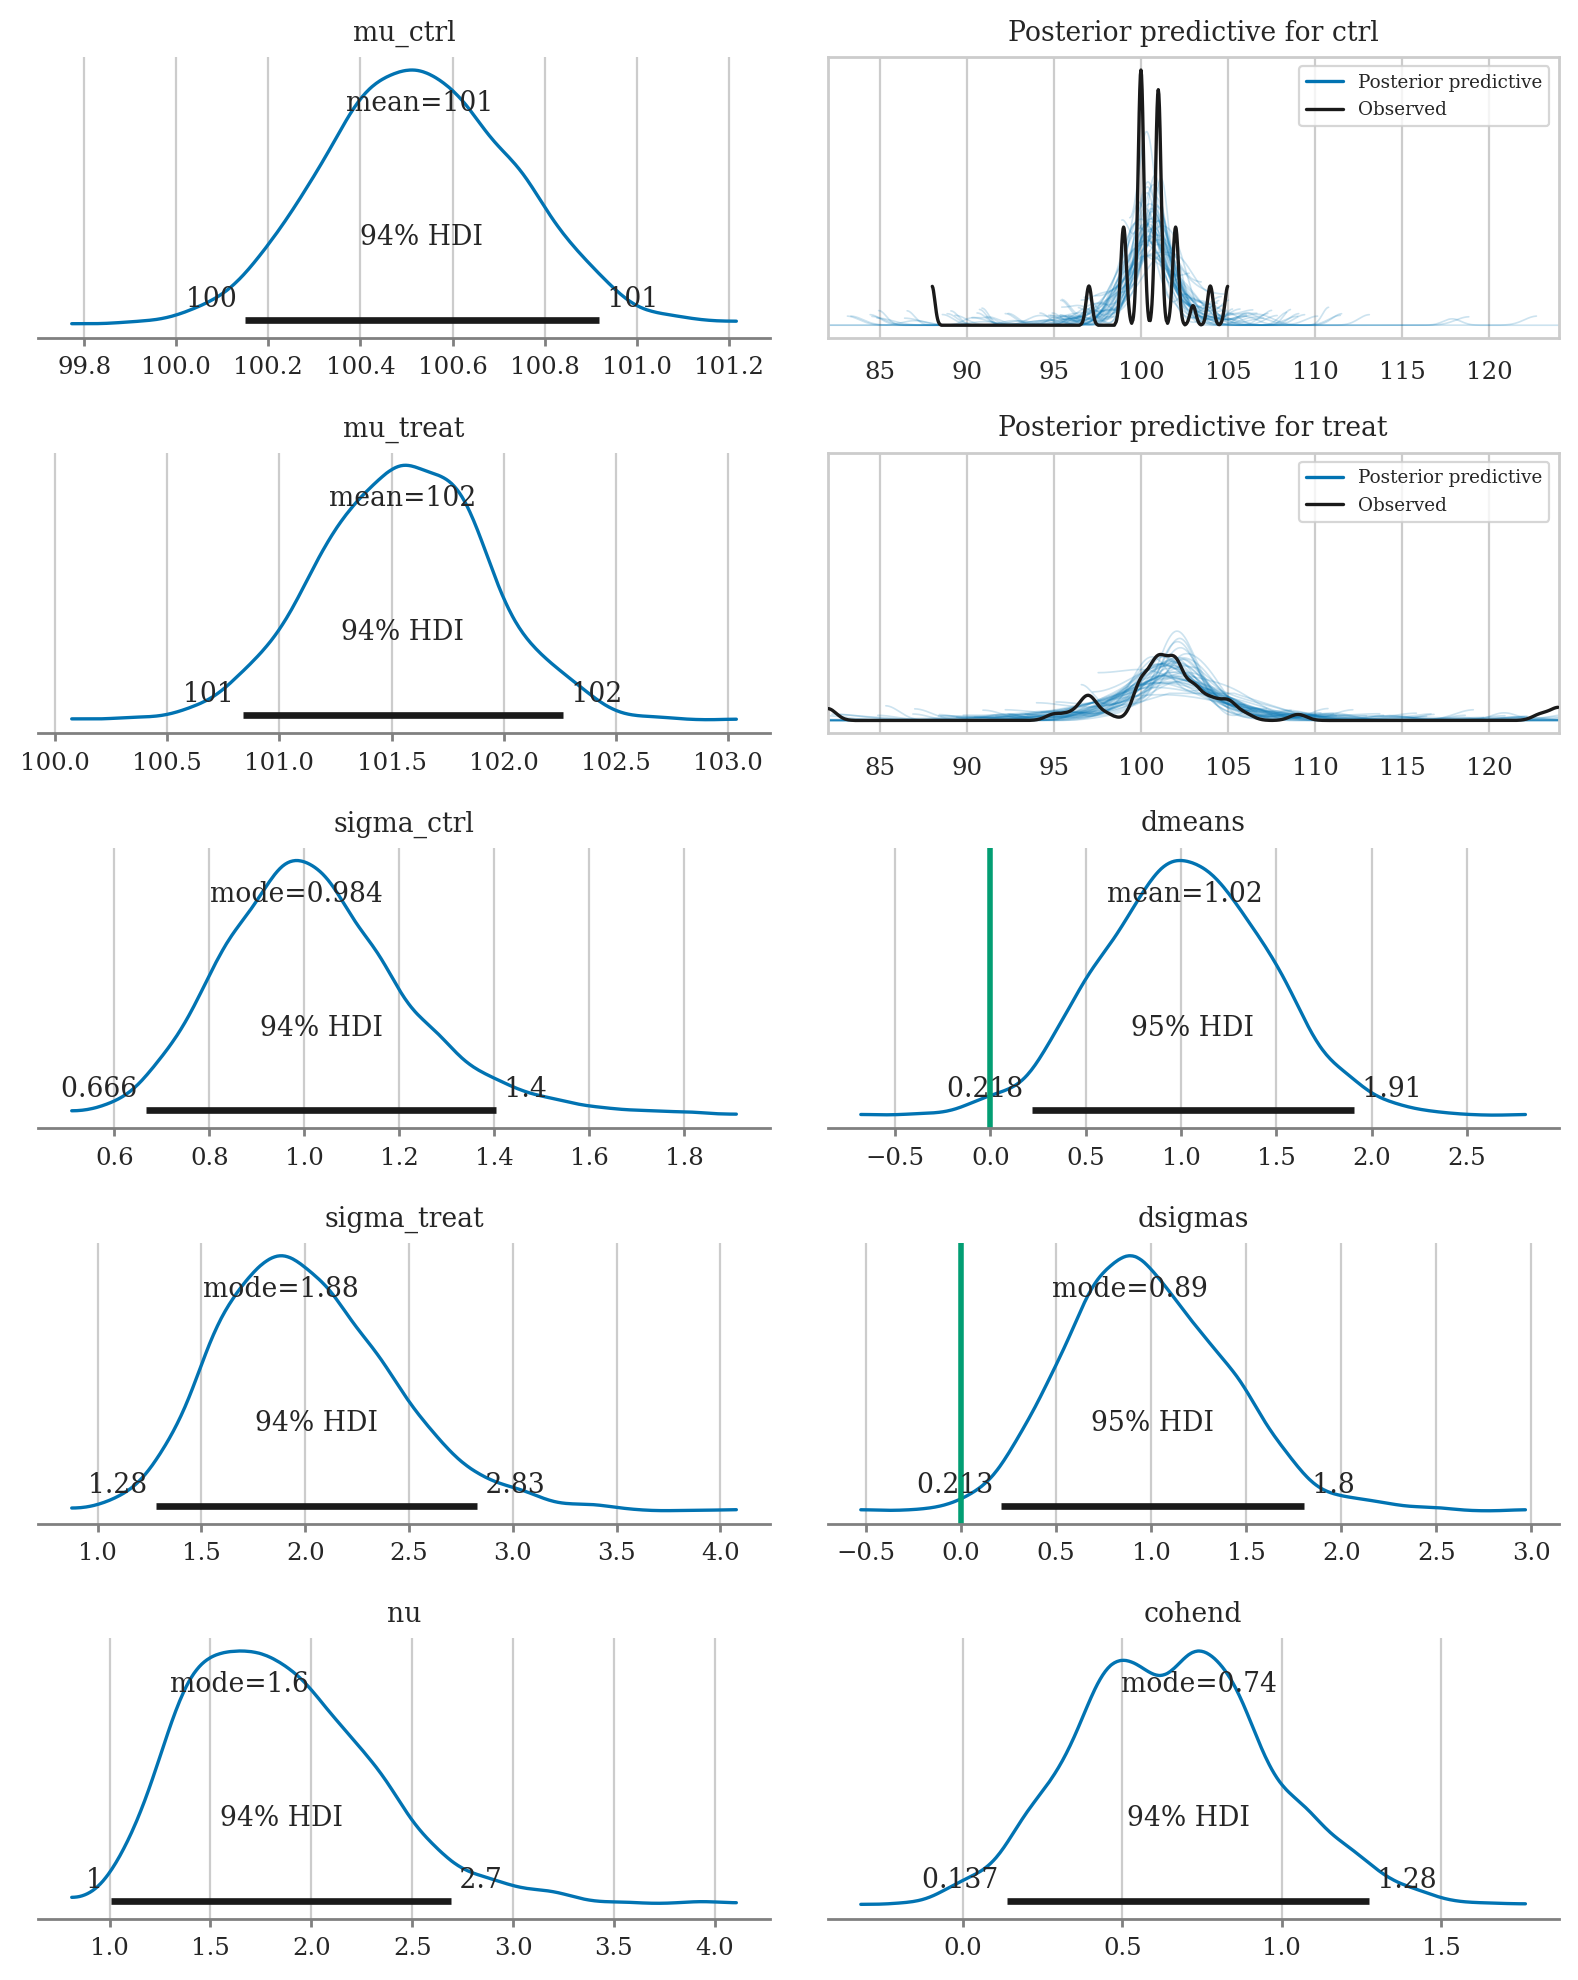 mu_ctrl
mean=101
94% HDI
100 101
99.8 100.0 100.2 100.4 100.6 100.8 101.0 101.2
Posterior predictive for ctrl
Posterior predictive
Observed
85 90 95 100 105 110 115 120
mu_treat
mean=102
94% HDI
101 102
100.0 100.5 101.0 101.5 102.0 102.5 103.0
Posterior predictive for treat
Posterior predictive
Observed
85 90 95 100 105 110 115 120
sigma_ctrl
mode=0.984
94% HDI
0.666 1.4
0.6 0.8 1.0 1.2 1.4 1.6 1.8
dmeans
mean=1.02
95% HDI
0.218 1.91
−0.5 0.0 0.5 1.0 1.5 2.0 2.5
sigma_treat
mode=1.88
94% HDI
1.28 2.83
1.0 1.5 2.0 2.5 3.0 3.5 4.0
dsigmas
mode=0.89
95% HDI
0.213 1.8
−0.5 0.0 0.5 1.0 1.5 2.0 2.5 3.0
nu
mode=1.6
94% HDI
1 2.7
1.0 1.5 2.0 2.5 3.0 3.5 4.0
cohend
mode=0.74
94% HDI
0.137 1.28
0.0 0.5 1.0 1.5